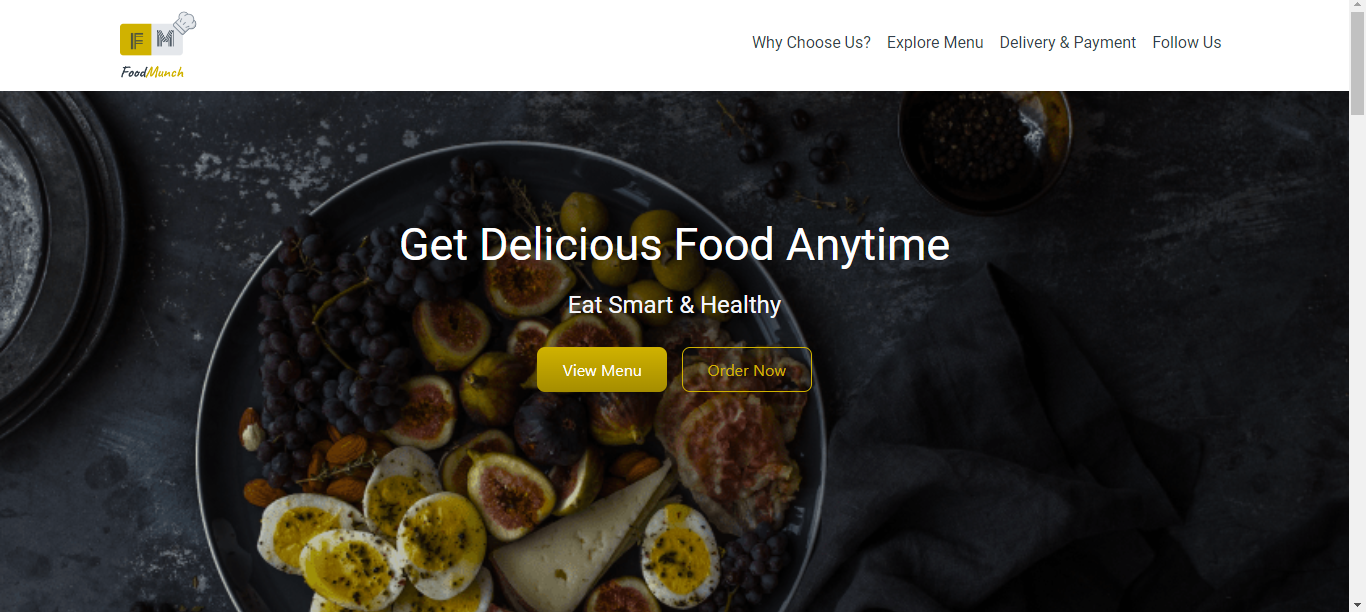 FM
FoodMunch
Why Choose Us? Explore Menu Delivery & Payment Follow Us
Get Delicious Food Anytime
Eat Smart & Healthy
View Menu Order Now